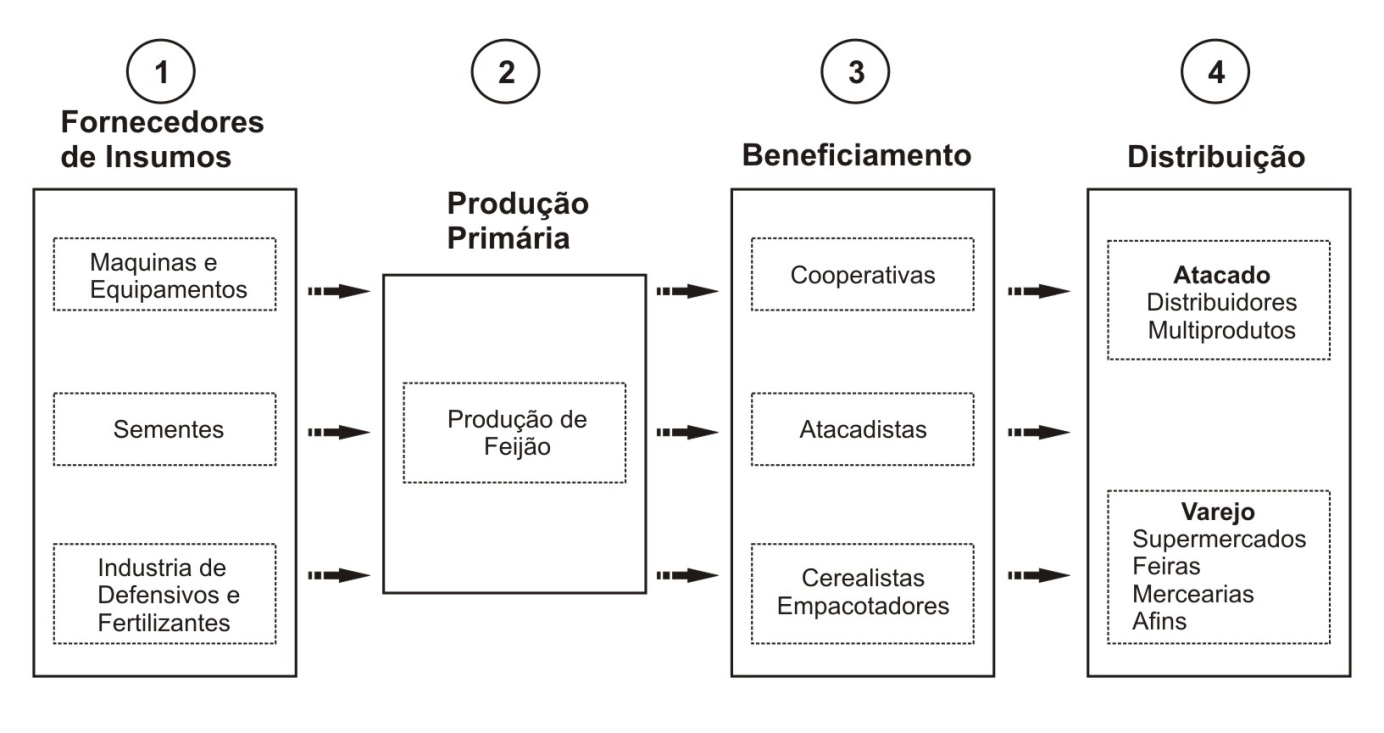 1
Fornecedores
de Insumos
Maquinas e
Equipamentos
Sementes
Industria de
Defensivos e
Fertilizantes
2
Produção
Primária
Produção de
Feijão
3
Beneficiamento
Cooperativas
Atacadistas
Cerealistas
Empacotadores
4
Distribuição
Atacado
Distribuidores
Multiprodutos
Varejo
Supermercados
Feiras
Mercearias
Afins